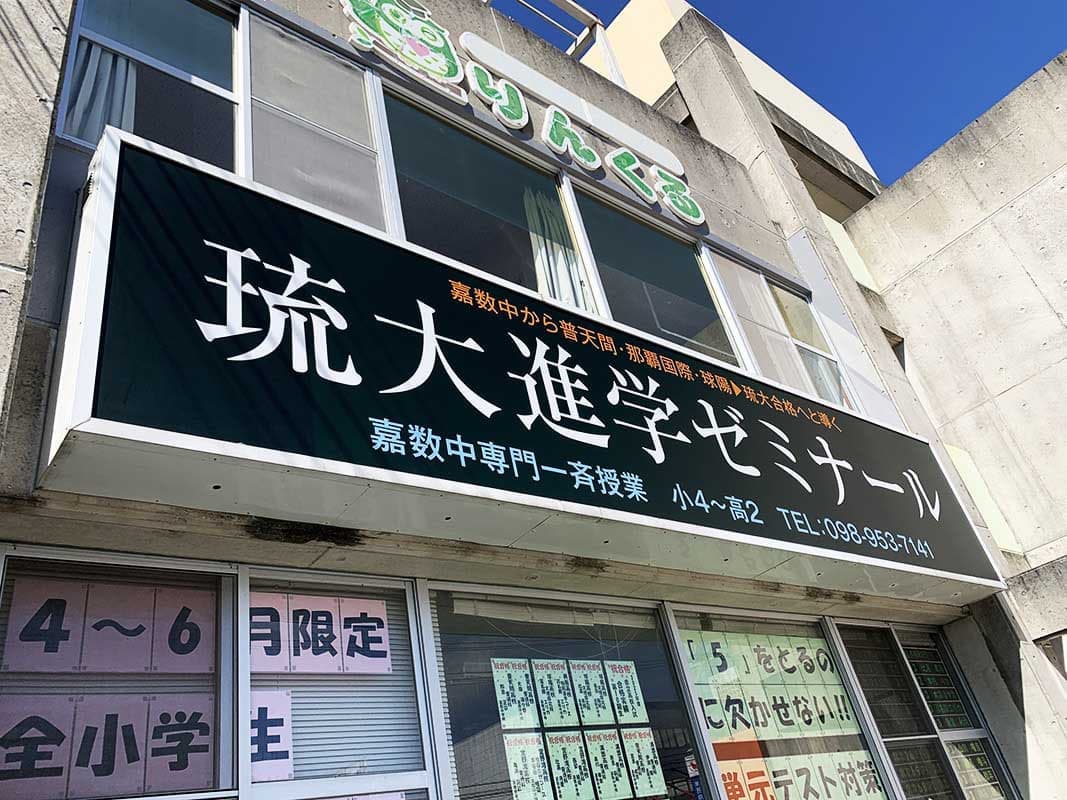 りんくる
嘉数中から普天間・那覇国際・球陽▶琉大合格へと導く
琉大進学ゼミナール
嘉数中専門一斉授業 小4～高2 TEL:098-953-7141
4～6月限定
全小学生
「5」をとるの
に欠かせない!!
単元テスト対策